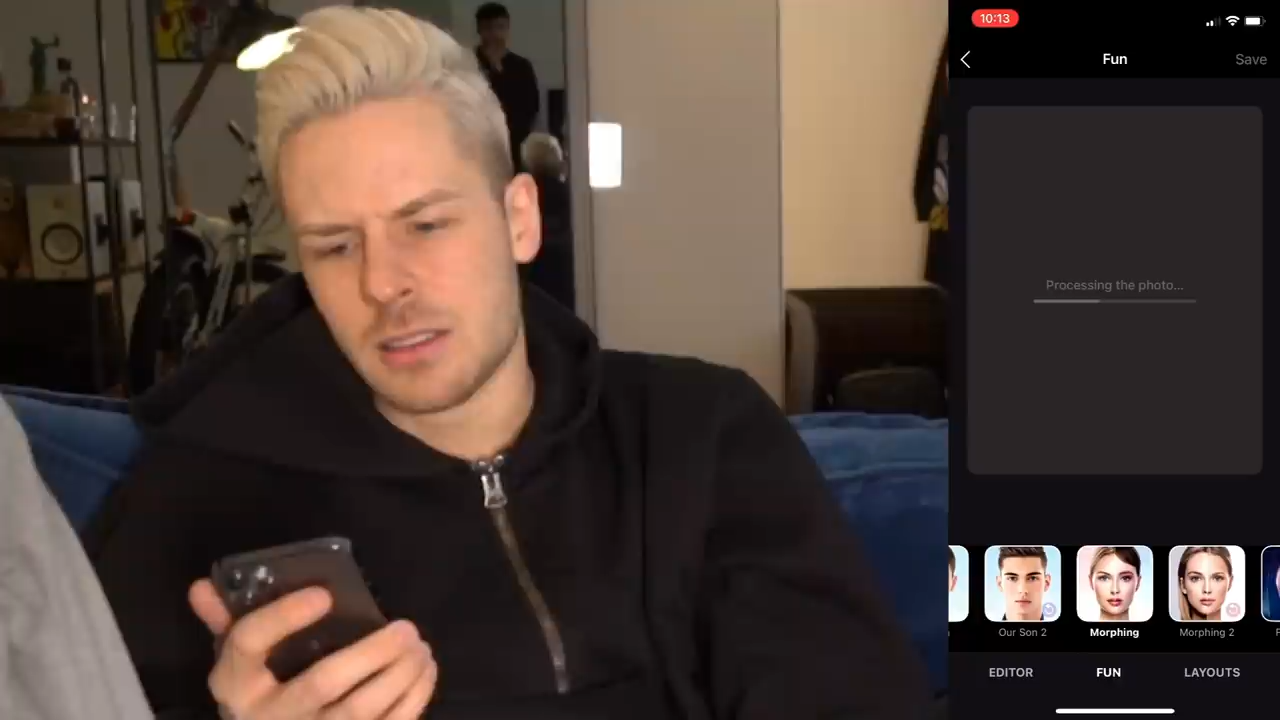 10:13
Fun
Save
Processing the photo...
Our Son 2
Morphing
Morphing 2
EDITOR
FUN
LAYOUTS